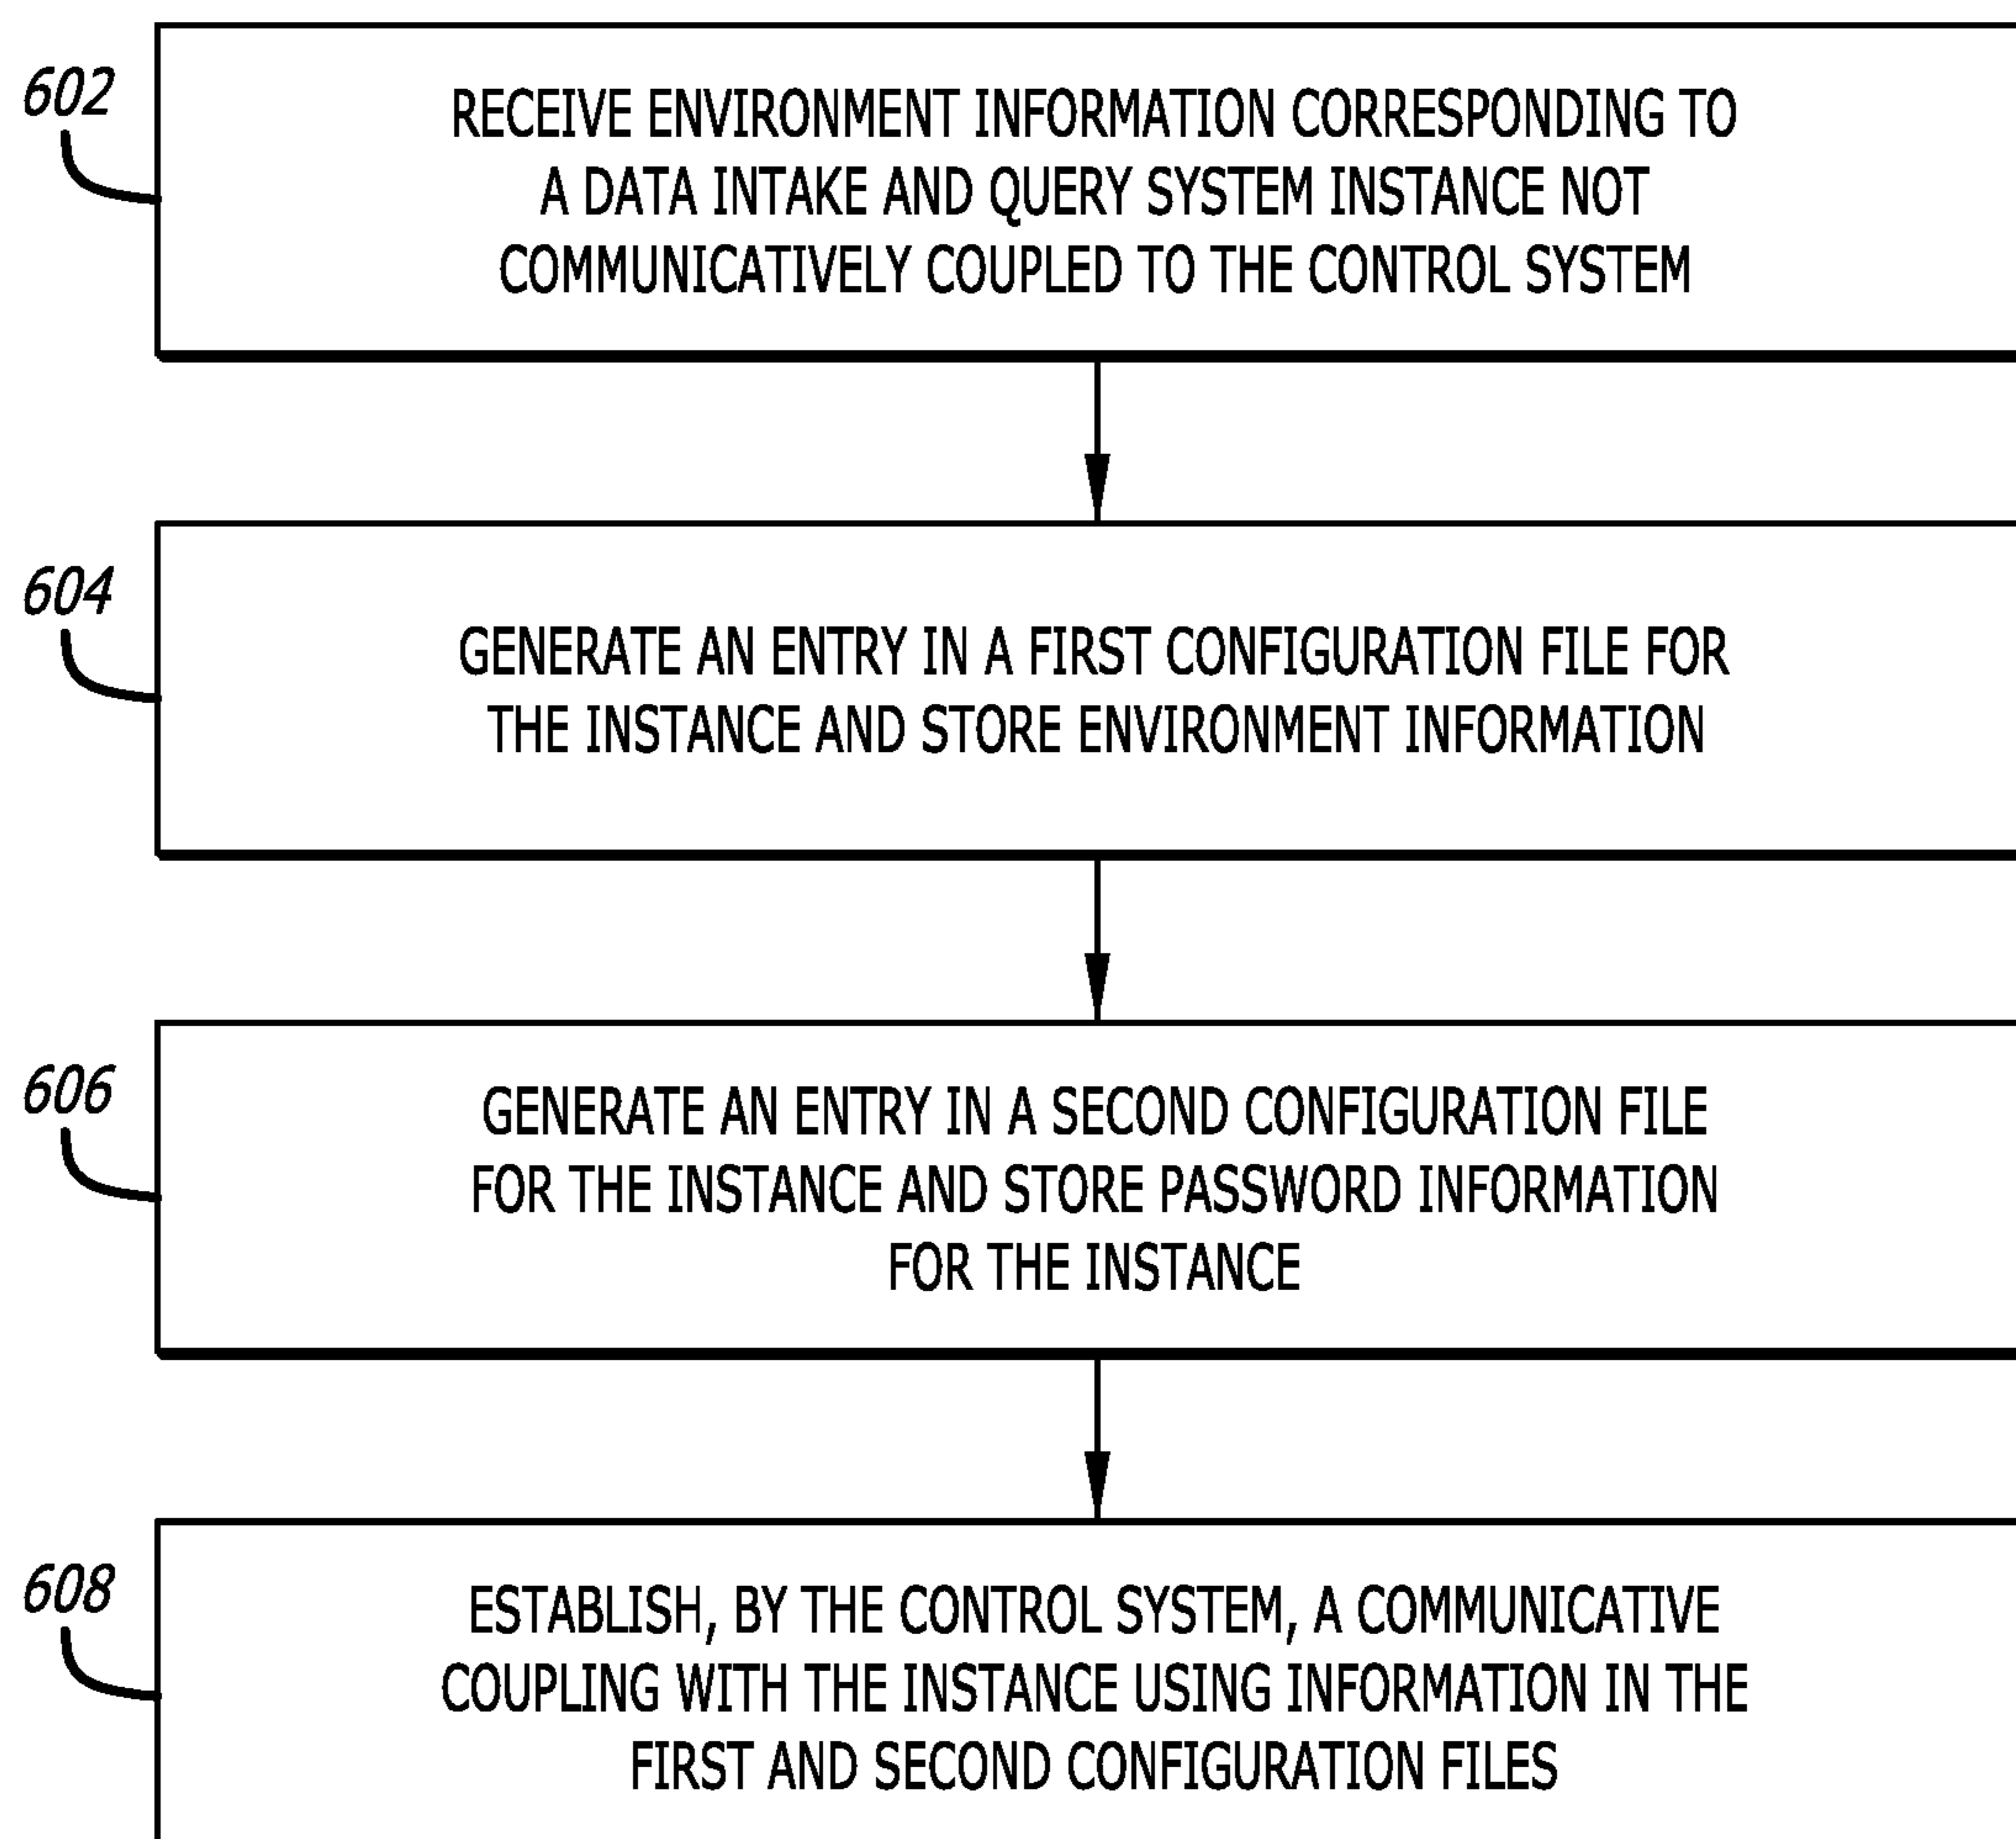 602
RECEIVE ENVIRONMENT INFORMATION CORRESPONDING TO
A DATA INTAKE AND QUERY SYSTEM INSTANCE NOT
COMMUNICATIVELY COUPLED TO THE CONTROL SYSTEM
604
GENERATE AN ENTRY IN A FIRST CONFIGURATION FILE FOR
THE INSTANCE AND STORE ENVIRONMENT INFORMATION
606
GENERATE AN ENTRY IN A SECOND CONFIGURATION FILE
FOR THE INSTANCE AND STORE PASSWORD INFORMATION
FOR THE INSTANCE
608
ESTABLISH, BY THE CONTROL SYSTEM, A COMMUNICATIVE
COUPLING WITH THE INSTANCE USING INFORMATION IN THE
FIRST AND SECOND CONFIGURATION FILES